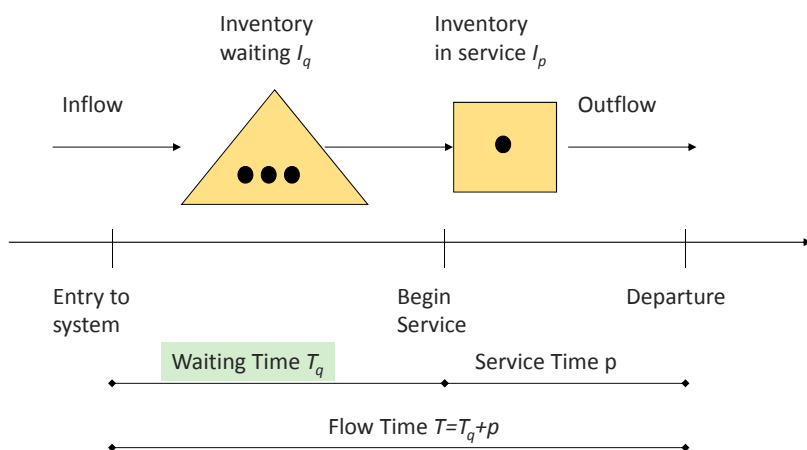 Inventory
waiting I_q
Inventory
in service I_p
Inflow
Outflow
Entry to
system
Begin
Service
Departure
Waiting Time T_q
Service Time p
Flow Time T=T_q+p